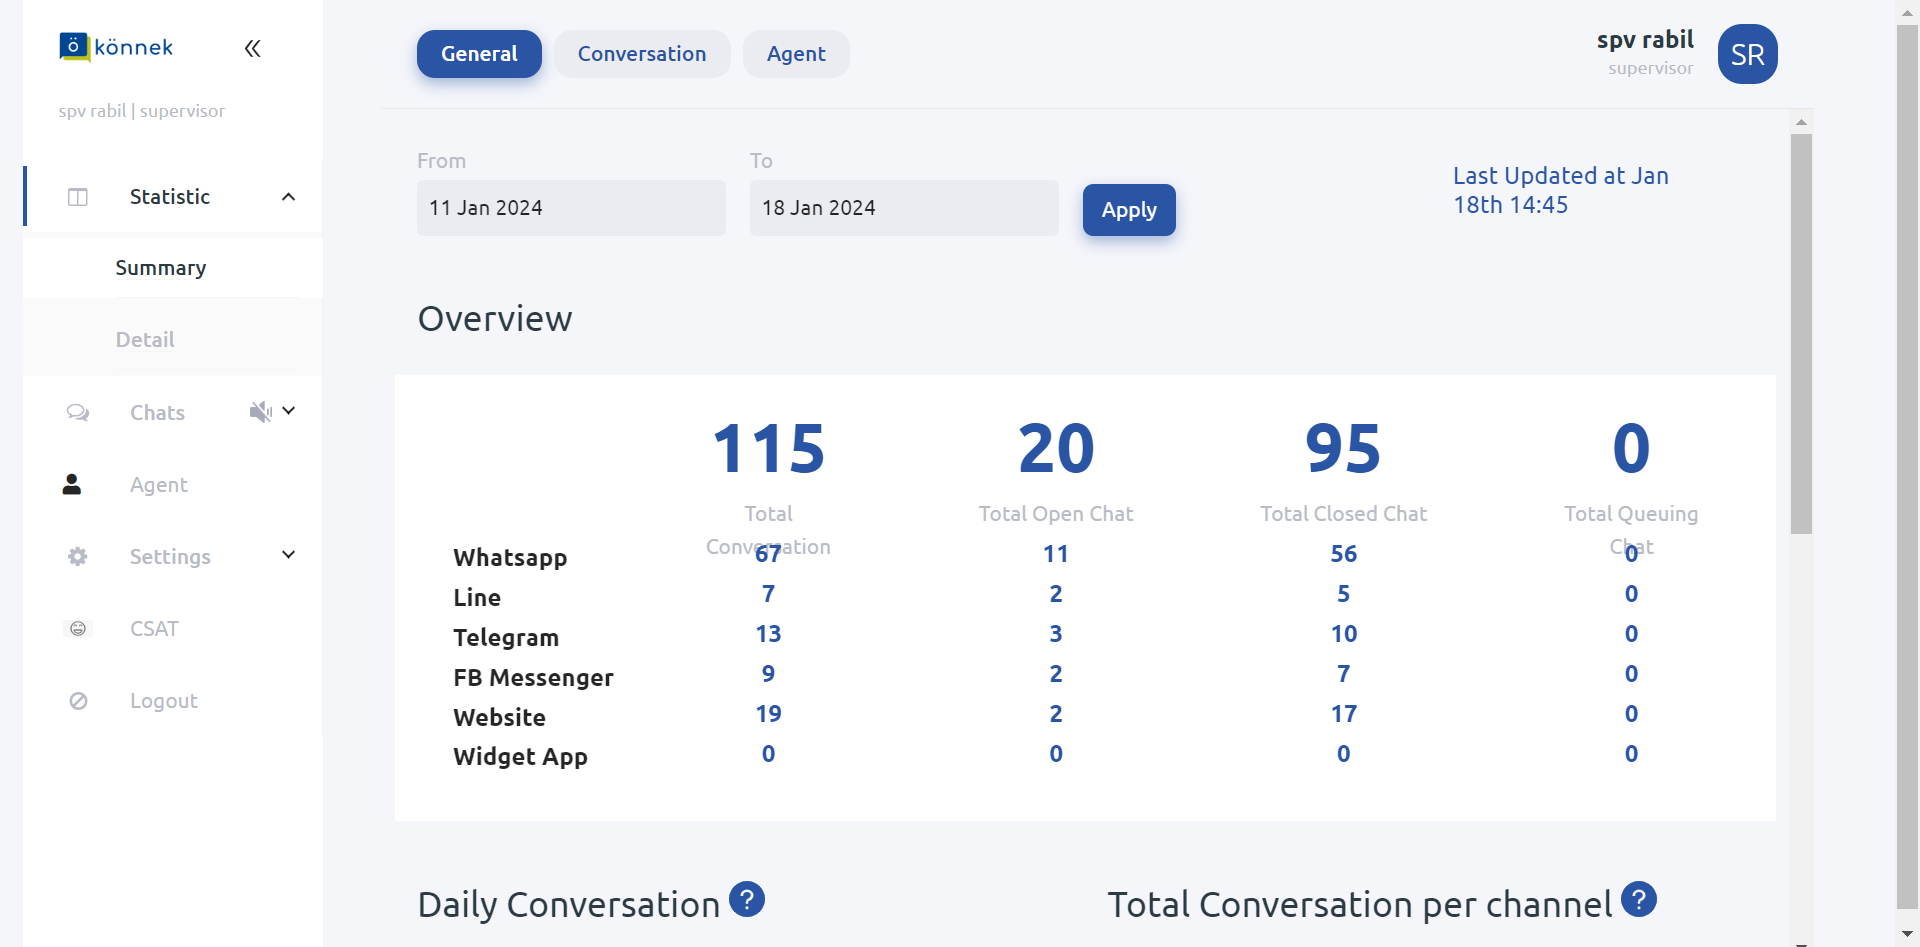 könnek
spv rabil | supervisor
Statistic
Summary
Detail
Chats
Agent
Settings
CSAT
Logout
General
Conversation
Agent
spv rabil
supervisor
SR
From
To
11 Jan 2024
18 Jan 2024
Apply
Last Updated at Jan
18th 14:45
Overview
115 20 95 0
Total Total Open Chat Total Closed Chat Total Queuing
Conversation Chat
Whatsapp 67 11 56 0
Line 7 2 5 0
Telegram 13 3 10 0
FB Messenger 9 2 7 0
Website 19 2 17 0
Widget App 0 0 0 0
Daily Conversation ?
Total Conversation per channel ?